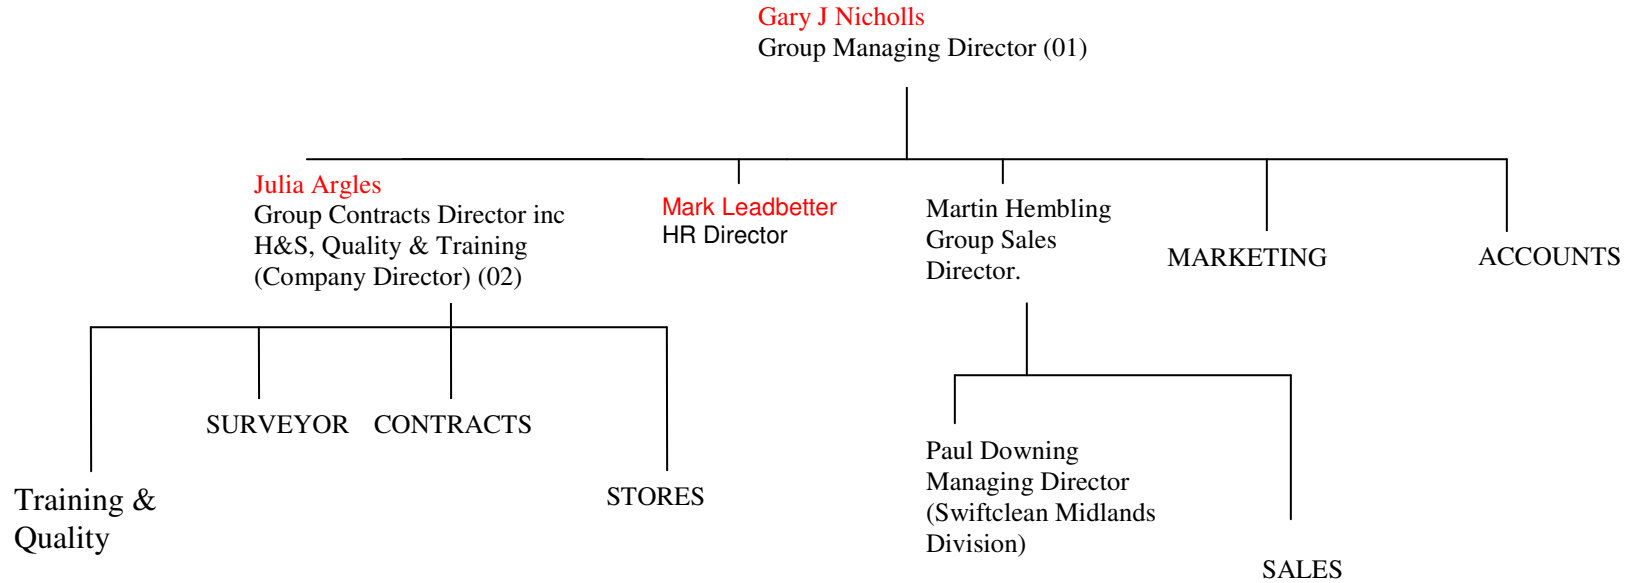 Gary J Nicholls
Group Managing Director (01)
Julia Argles
Group Contracts Director inc
H&S, Quality & Training
(Company Director) (02)
Mark Leadbetter
HR Director
Martin Hembling
Group Sales
Director.
MARKETING
ACCOUNTS
Training &
Quality
SURVEYOR
CONTRACTS
STORES
Paul Downing
Managing Director
(Swiftclean Midlands
Division)
SALES